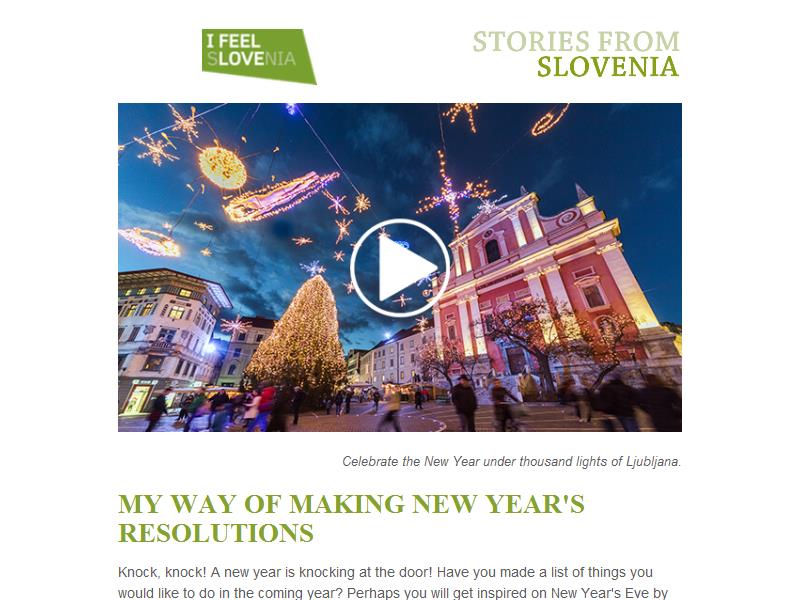 I FEEL
SLOVENIA
STORIES FROM
SLOVENIA
Celebrate the New Year under thousand lights of Ljubljana.
MY WAY OF MAKING NEW YEAR'S
RESOLUTIONS
Knock, knock! A new year is knocking at the door! Have you made a list of things you
would like to do in the coming year? Perhaps you will get inspired on New Year's Eve by